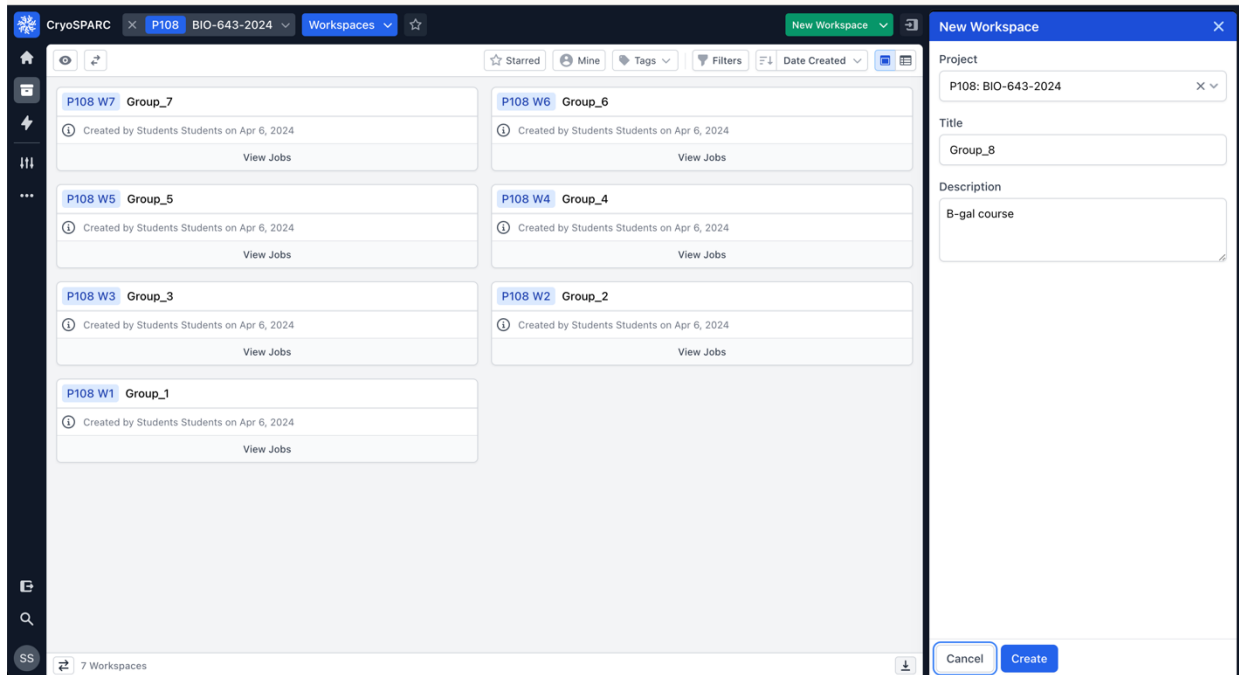 CryoSPARC P108 BIO-643-2024 Workspaces New Workspace
Starred Mine Tags Filters Date Created
P108 W7 Group_7
Created by Students Students on Apr 6, 2024
View Jobs
P108 W6 Group_6
Created by Students Students on Apr 6, 2024
View Jobs
P108 W5 Group_5
Created by Students Students on Apr 6, 2024
View Jobs
P108 W4 Group_4
Created by Students Students on Apr 6, 2024
View Jobs
P108 W3 Group_3
Created by Students Students on Apr 6, 2024
View Jobs
P108 W2 Group_2
Created by Students Students on Apr 6, 2024
View Jobs
P108 W1 Group_1
Created by Students Students on Apr 6, 2024
View Jobs
SS
7 Workspaces
New Workspace
Project
P108: BIO-643-2024
Title
Group_8
Description
B-gal course
Cancel Create